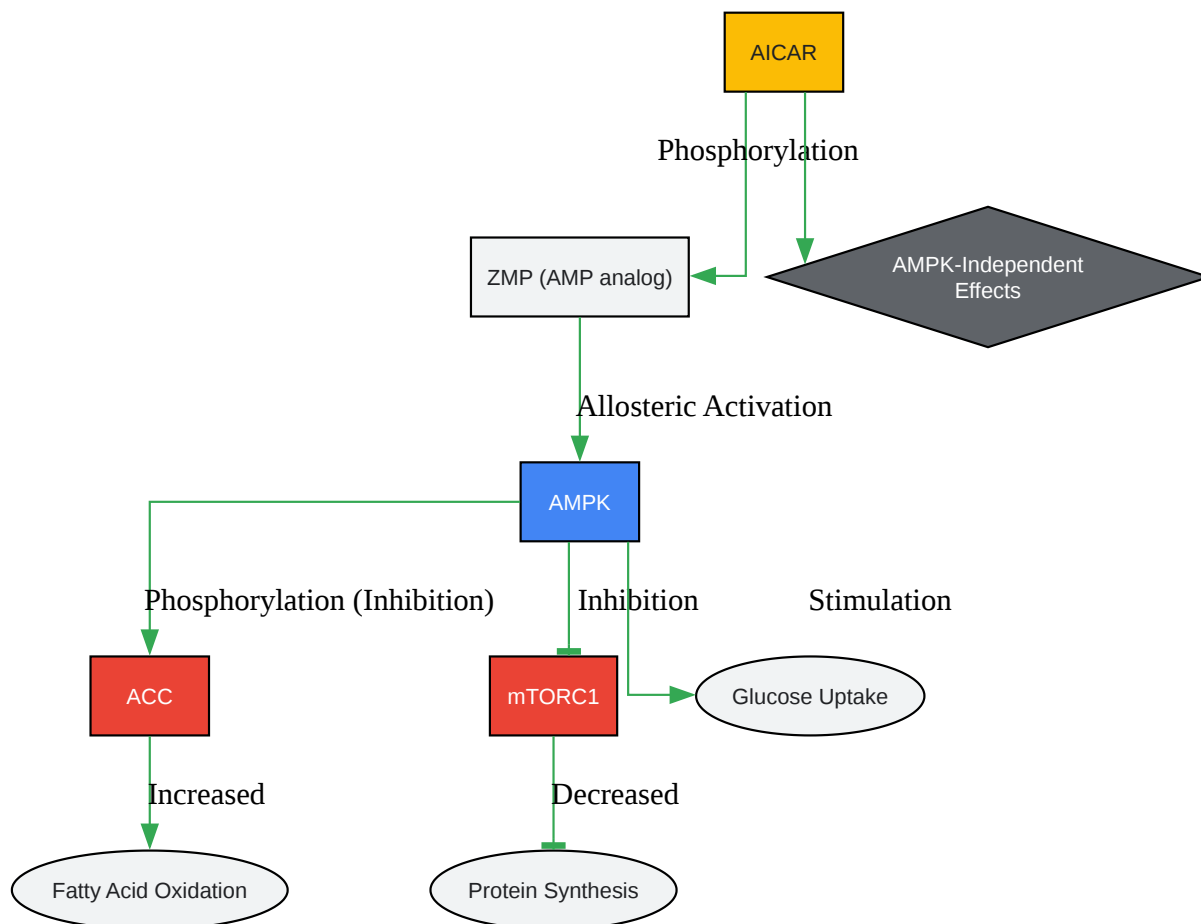 AICAR
Phosphorylation
ZMP (AMP analog)
AMPK-Independent
Effects
Allosteric Activation
AMPK
Phosphorylation (Inhibition)
Inhibition
Stimulation
ACC
mTORC1
Glucose Uptake
Increased
Decreased
Fatty Acid Oxidation
Protein Synthesis